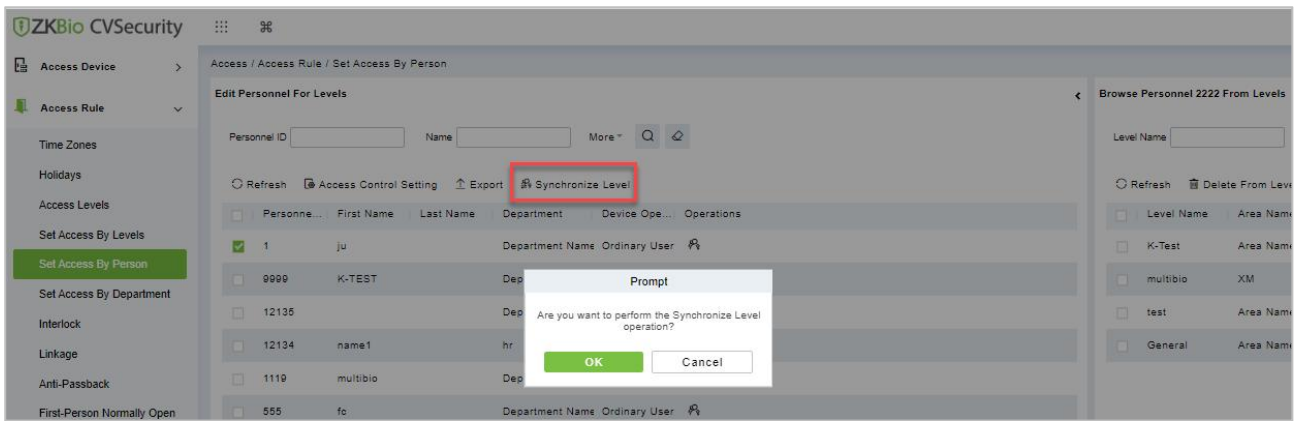 ZKBio CVSecurity
Access Device
Access Rule
Time Zones
Holidays
Access Levels
Set Access By Levels
Set Access By Person
Set Access By Department
Interlock
Linkage
Anti-Passback
First-Person Normally Open
Access / Access Rule / Set Access By Person
Edit Personnel For Levels
Personnel ID Name More
Refresh Access Control Setting Export Synchronize Level
Personne... First Name Last Name Department Device Ope... Operations
1 ju Department Name Ordinary User
9999 K-TEST Dep
12135 Dep
12134 name1 hr
1119 multibio Dep
555 fc Department Name Ordinary User
Prompt
Are you want to perform the Synchronize Level
operation?
OK Cancel
Browse Personnel 2222 From Levels
Level Name
Refresh Delete From Leve
Level Name Area Name
K-Test Area Name
multibio XM
test Area Name
General Area Name